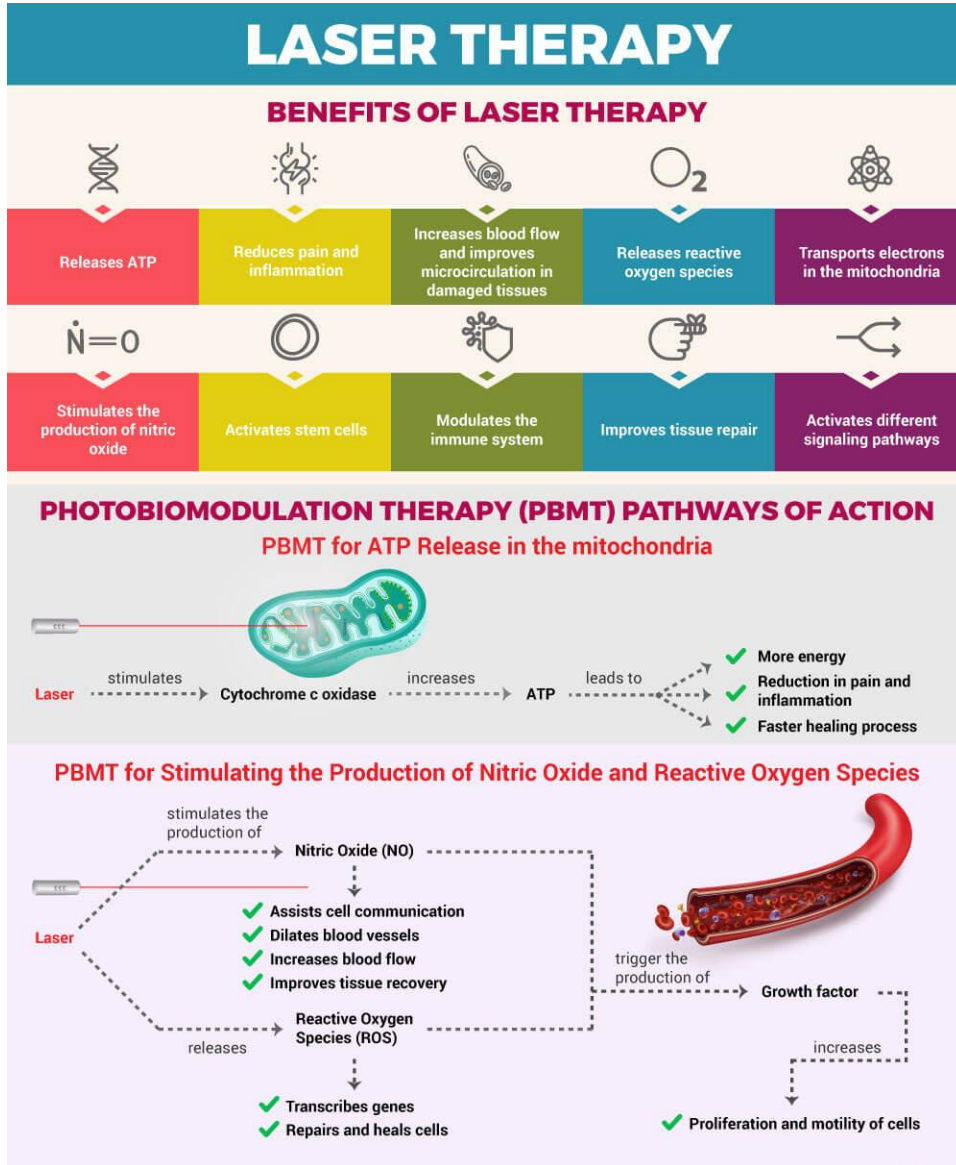 LASER THERAPY
BENEFITS OF LASER THERAPY
O2
Releases ATP
Reduces pain and
inflammation
Increases blood flow
and improves
microcirculation in
damaged tissues
Releases reactive
oxygen species
Transports electrons
in the mitochondria
Ṅ=O
Stimulates the
production of nitric
oxide
Activates stem cells
Modulates the
immune system
Improves tissue repair
Activates different
signaling pathways
PHOTOBIOMODULATION THERAPY (PBMT) PATHWAYS OF ACTION
PBMT for ATP Release in the mitochondria
Laser
stimulates
Cytochrome c oxidase
increases
ATP
leads to
More energy
Reduction in pain and
inflammation
Faster healing process
PBMT for Stimulating the Production of Nitric Oxide and Reactive Oxygen Species
stimulates the
production of
Nitric Oxide (NO)
Laser
Assists cell communication
Dilates blood vessels
Increases blood flow
Improves tissue recovery
releases
Reactive Oxygen
Species (ROS)
Transcribes genes
Repairs and heals cells
trigger the
production of
Growth factor
increases
Proliferation and motility of cells